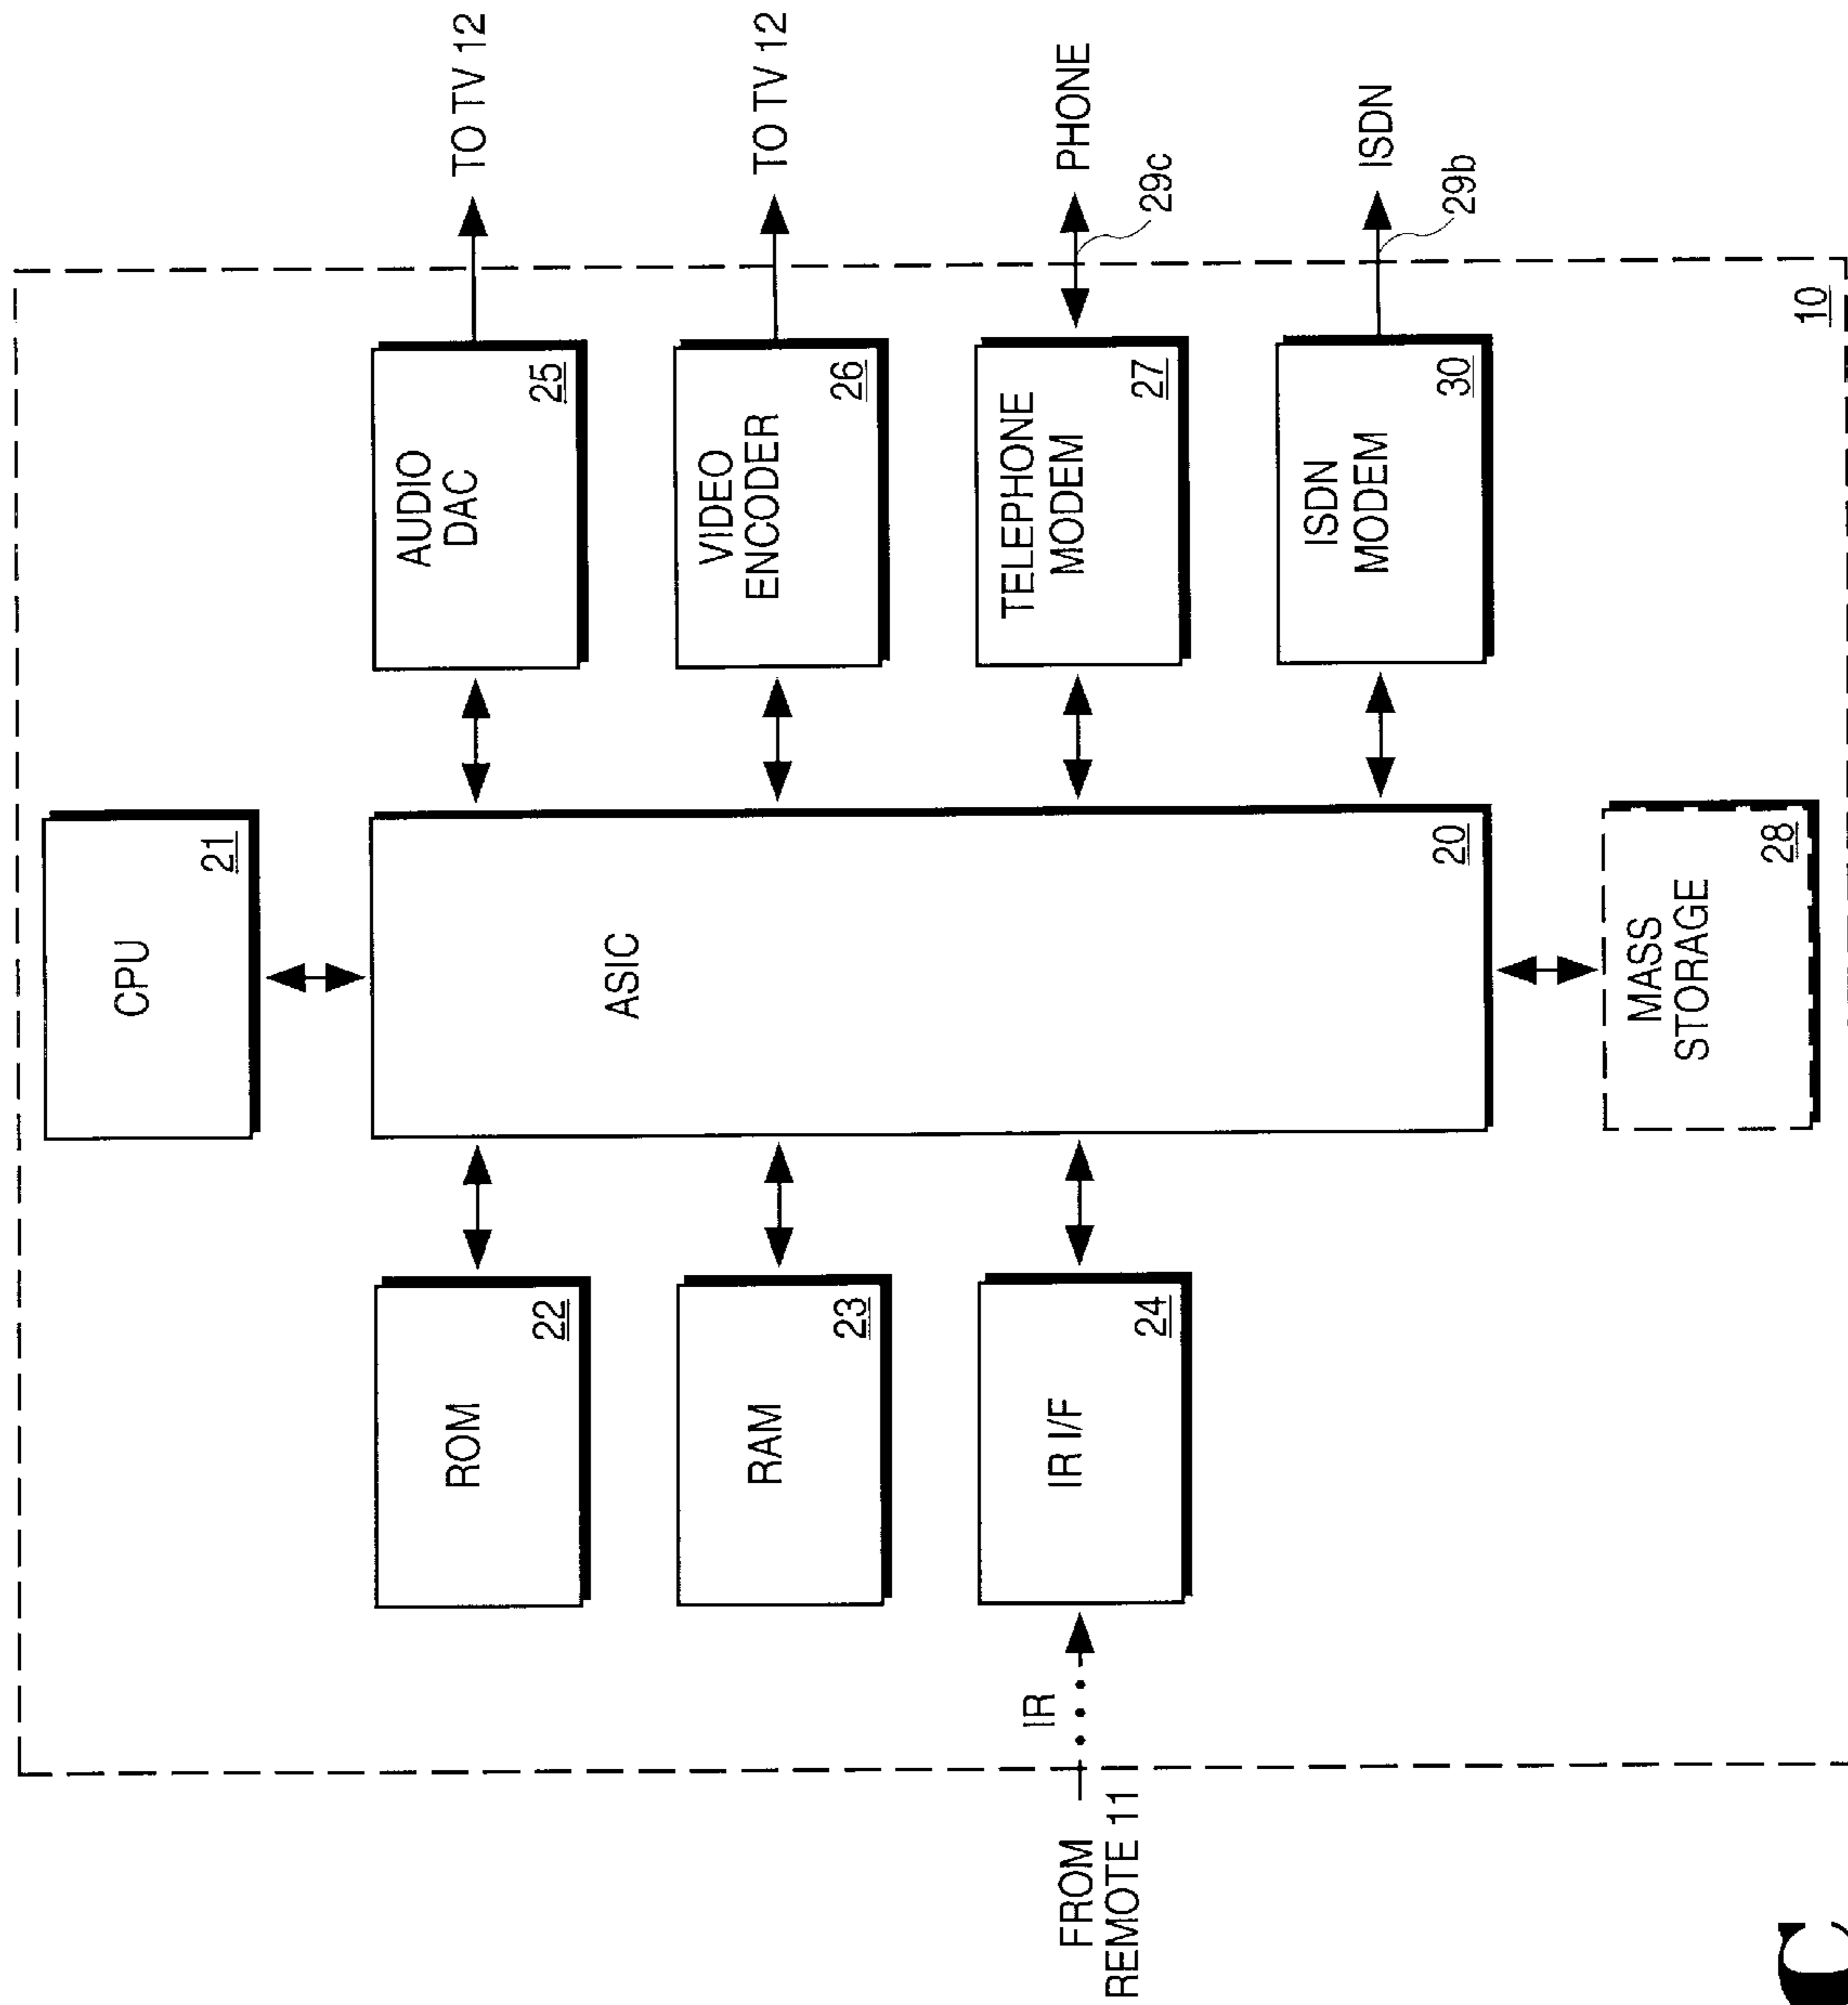 CPU
21
ROM
22
RAM
23
IR I/F
24
FROM
REMOTE 11
IR
ASIC
20
AUDIO
DAC
25
TO TV 12
VIDEO
ENCODER
26
TO TV 12
TELEPHONE
MODEM
27
PHONE
29c
ISDN
MODEM
30
ISDN
29b
MASS
STORAGE
28
10